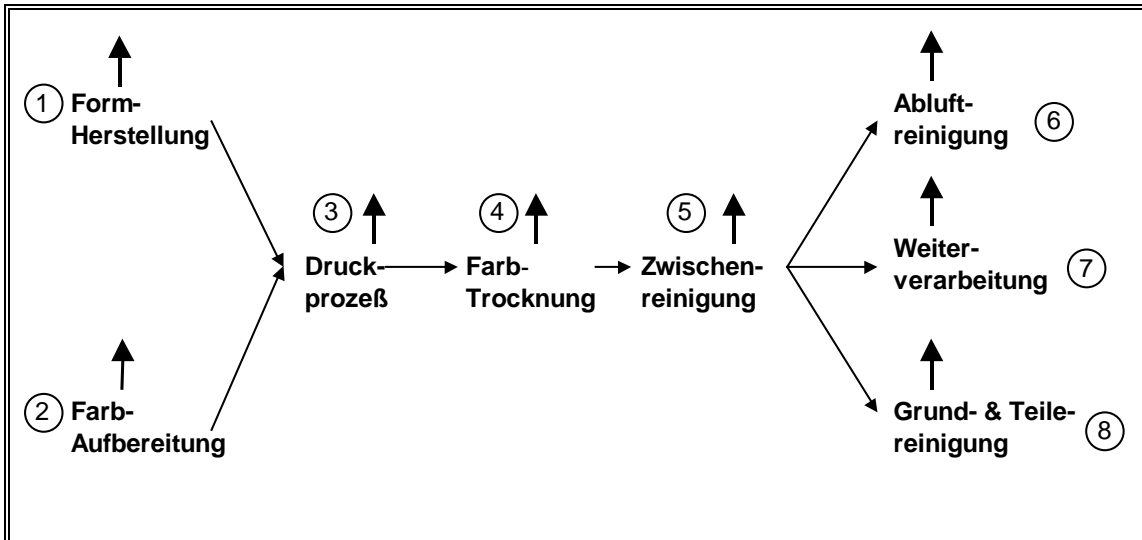 1 Form-
Herstellung
2 Farb-
Aufbereitung
3
Druck-
prozeß
4
Farb-
Trocknung
5
Zwischen-
reinigung
Abluft-
reinigung 6
Weiter-
verarbeitung 7
Grund- & Teile-
reinigung 8